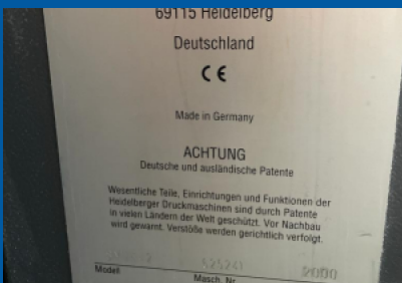 69115 Heidelberg
Deutschland
CE
Made in Germany
ACHTUNG
Deutsche und ausländische Patente
Wesentliche Teile, Einrichtungen und Funktionen der
Heidelberger Druckmaschinen sind durch Patente
in vielen Ländern der Welt geschützt. Vor Nachbau
wird gewarnt. Verstöße werden gerichtlich verfolgt.
2000
Model
Masch. Nr.